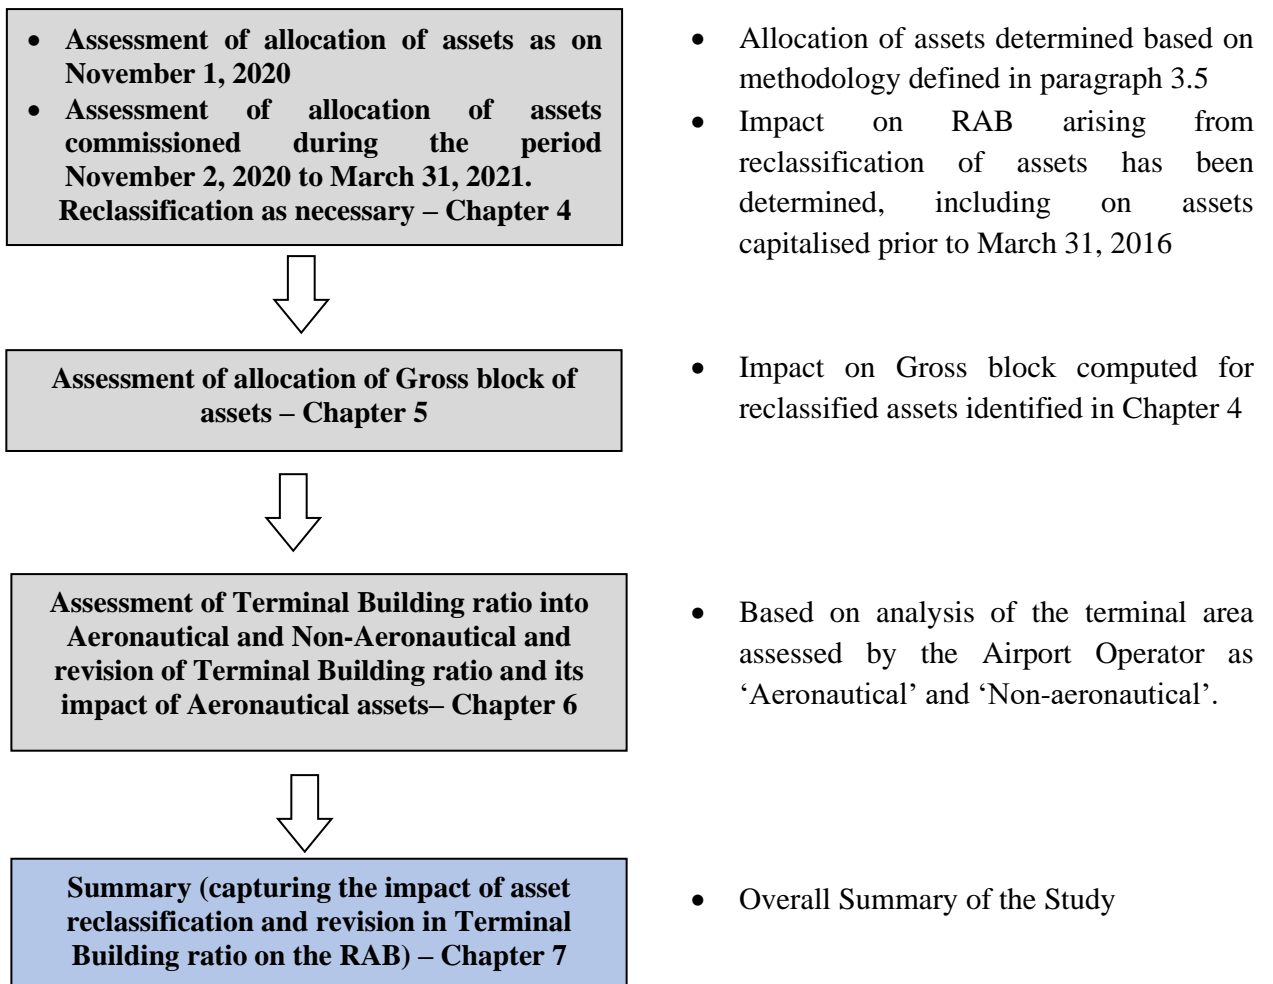 • Assessment of allocation of assets as on
November 1, 2020
• Assessment of allocation of assets
commissioned during the period
November 2, 2020 to March 31, 2021.
Reclassification as necessary – Chapter 4
• Allocation of assets determined based on
methodology defined in paragraph 3.5
• Impact on RAB arising from
reclassification of assets has been
determined, including on assets
capitalised prior to March 31, 2016
Assessment of allocation of Gross block of
assets – Chapter 5
• Impact on Gross block computed for
reclassified assets identified in Chapter 4
Assessment of Terminal Building ratio into
Aeronautical and Non-Aeronautical and
revision of Terminal Building ratio and its
impact of Aeronautical assets– Chapter 6
• Based on analysis of the terminal area
assessed by the Airport Operator as
‘Aeronautical’ and ‘Non-aeronautical’.
Summary (capturing the impact of asset
reclassification and revision in Terminal
Building ratio on the RAB) – Chapter 7
• Overall Summary of the Study